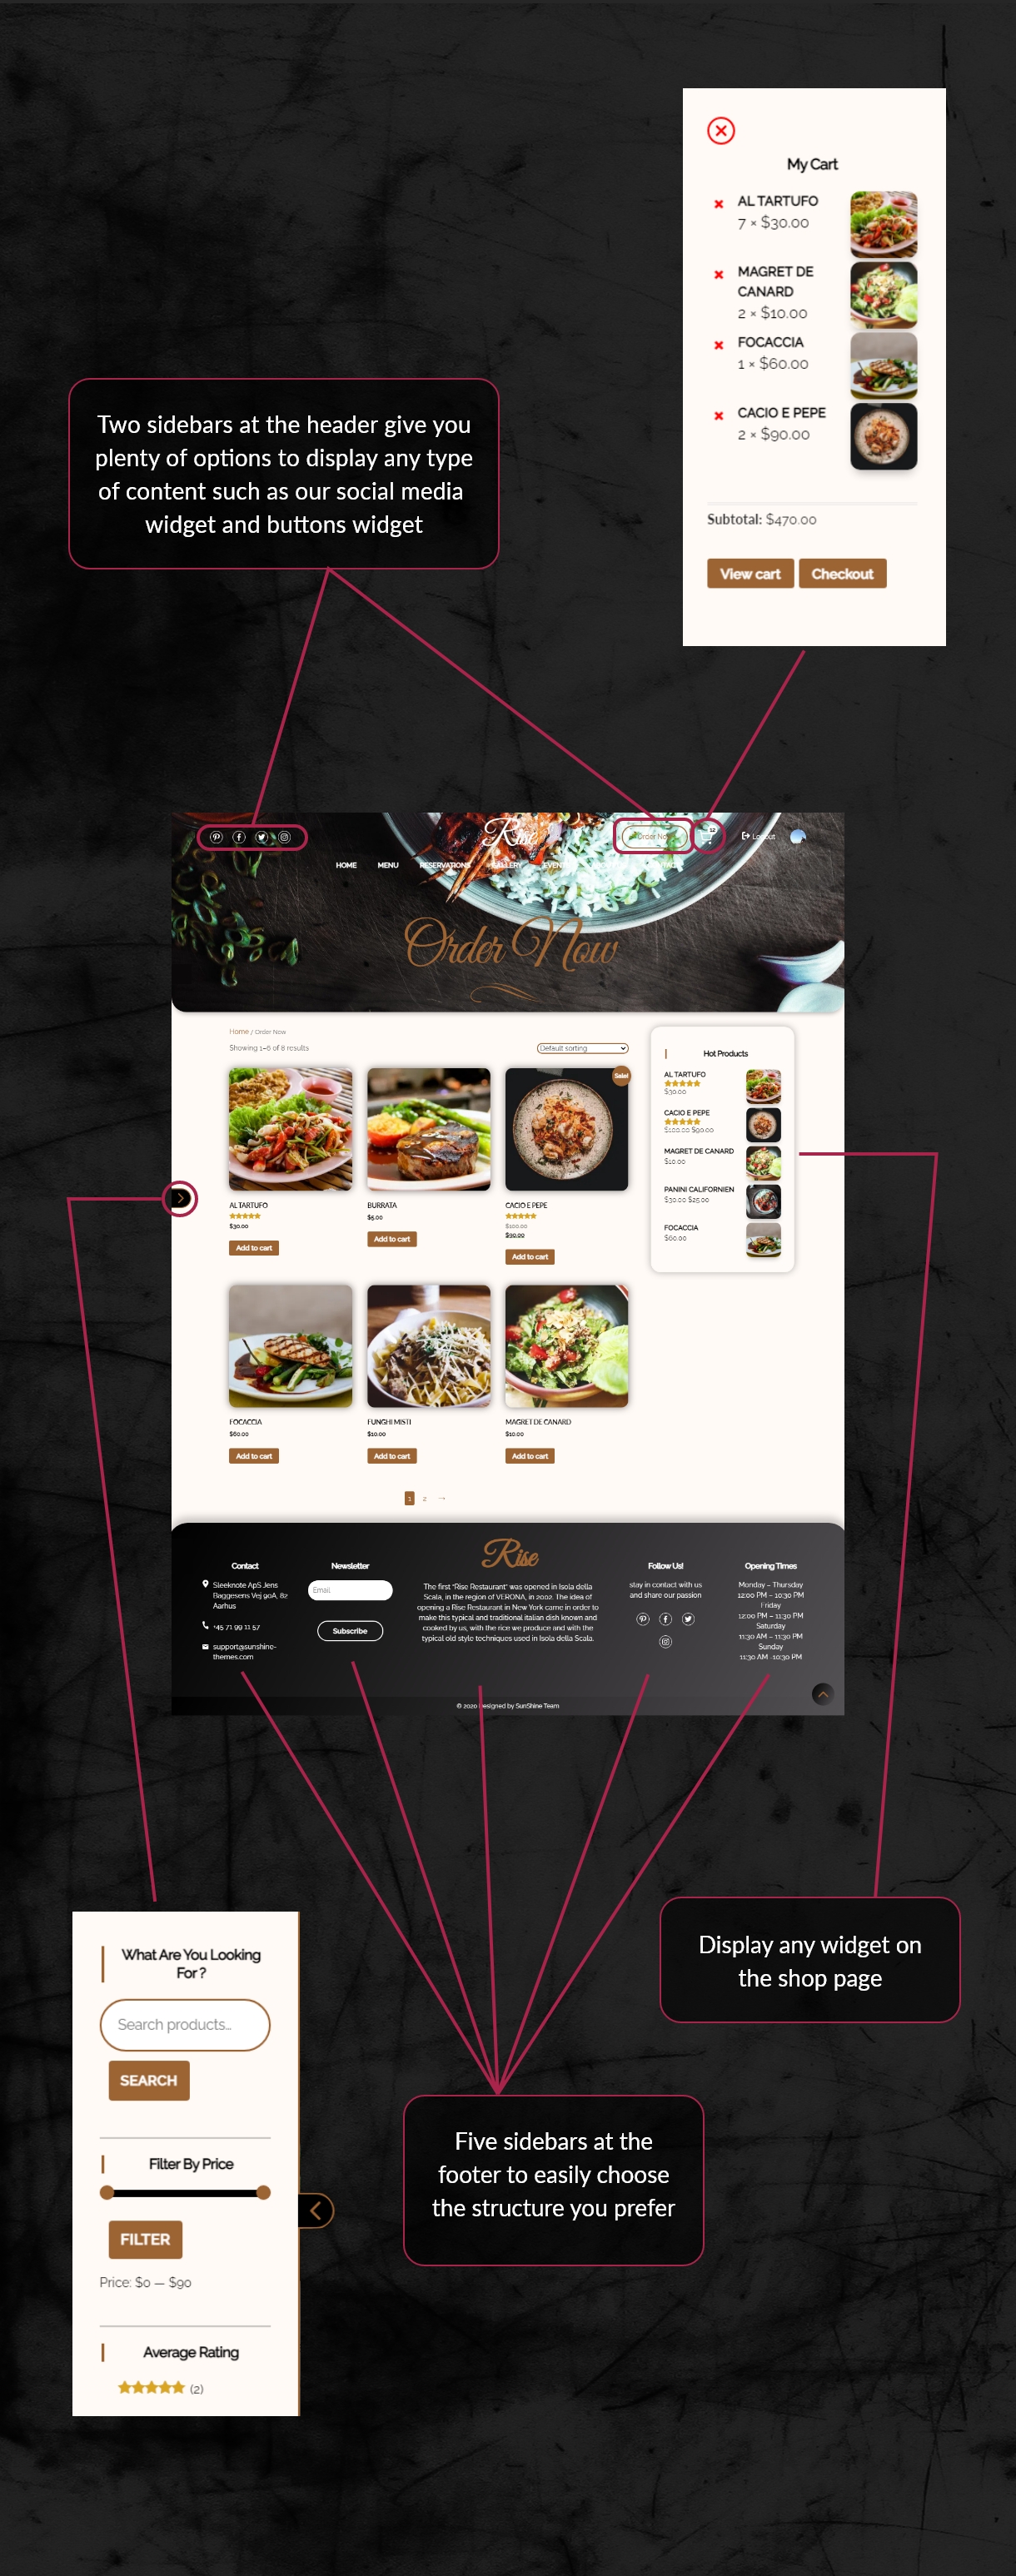 My Cart
AL TARTUFO
7 × $30.00
MAGRET DE
CANARD
2 × $10.00
FOCACCIA
1 × $60.00
CACIO E PEPE
2 × $90.00
Subtotal: $470.00
View cart
Checkout
Two sidebars at the header give you
plenty of options to display any type
of content such as our social media
widget and buttons widget
Rise
Order Now
12
Logout
HOME
MENU
RESERVATIONS
GALLERY
Order Now
Home / Order Now
Showing 1–6 of 8 results
Default sorting
AL TARTUFO
$30.00
Add to cart
BURRATA
$5.00
Add to cart
Sale!
CACIO E PEPE
$100.00
$90.00
Add to cart
FOCACCIA
$60.00
Add to cart
FUNGHI MISTI
$10.00
Add to cart
MAGRET DE CANARD
$10.00
Add to cart
1 2 →
Hot Products
AL TARTUFO
$30.00
CACIO E PEPE
$100.00 $90.00
MAGRET DE CANARD
$10.00
PANINI CALIFORNIEN
$30.00 $25.00
FOCACCIA
$60.00
Contact
Sleeknote ApS Jens
Baggesens Vej 90A, 82
Aarhus
+45 71 99 11 57
support@sunshine-
themes.com
Newsletter
Email
Subscribe
Rise
The first "Rise Restaurant" was opened in Isola della
Scala, in the region of VERONA, in 2002. The idea of
opening a Rise Restaurant in New York came in order to
make this typical and traditional italian dish known and
cooked by us, with the rice we produce and with the
typical old style techniques used in Isola della Scala.
Follow Us!
stay in contact with us
and share our passion
Opening Times
Monday – Thursday
12:00 PM – 10:30 PM
Friday
12:00 PM – 11:30 PM
Saturday
11:30 AM – 11:30 PM
Sunday
11:30 AM -10:30 PM
© 2020 Designed by SunShine Team
What Are You Looking
For ?
Search products…
SEARCH
Filter By Price
FILTER
Price: $0 — $90
Average Rating
(2)
Display any widget on
the shop page
Five sidebars at the
footer to easily choose
the structure you prefer